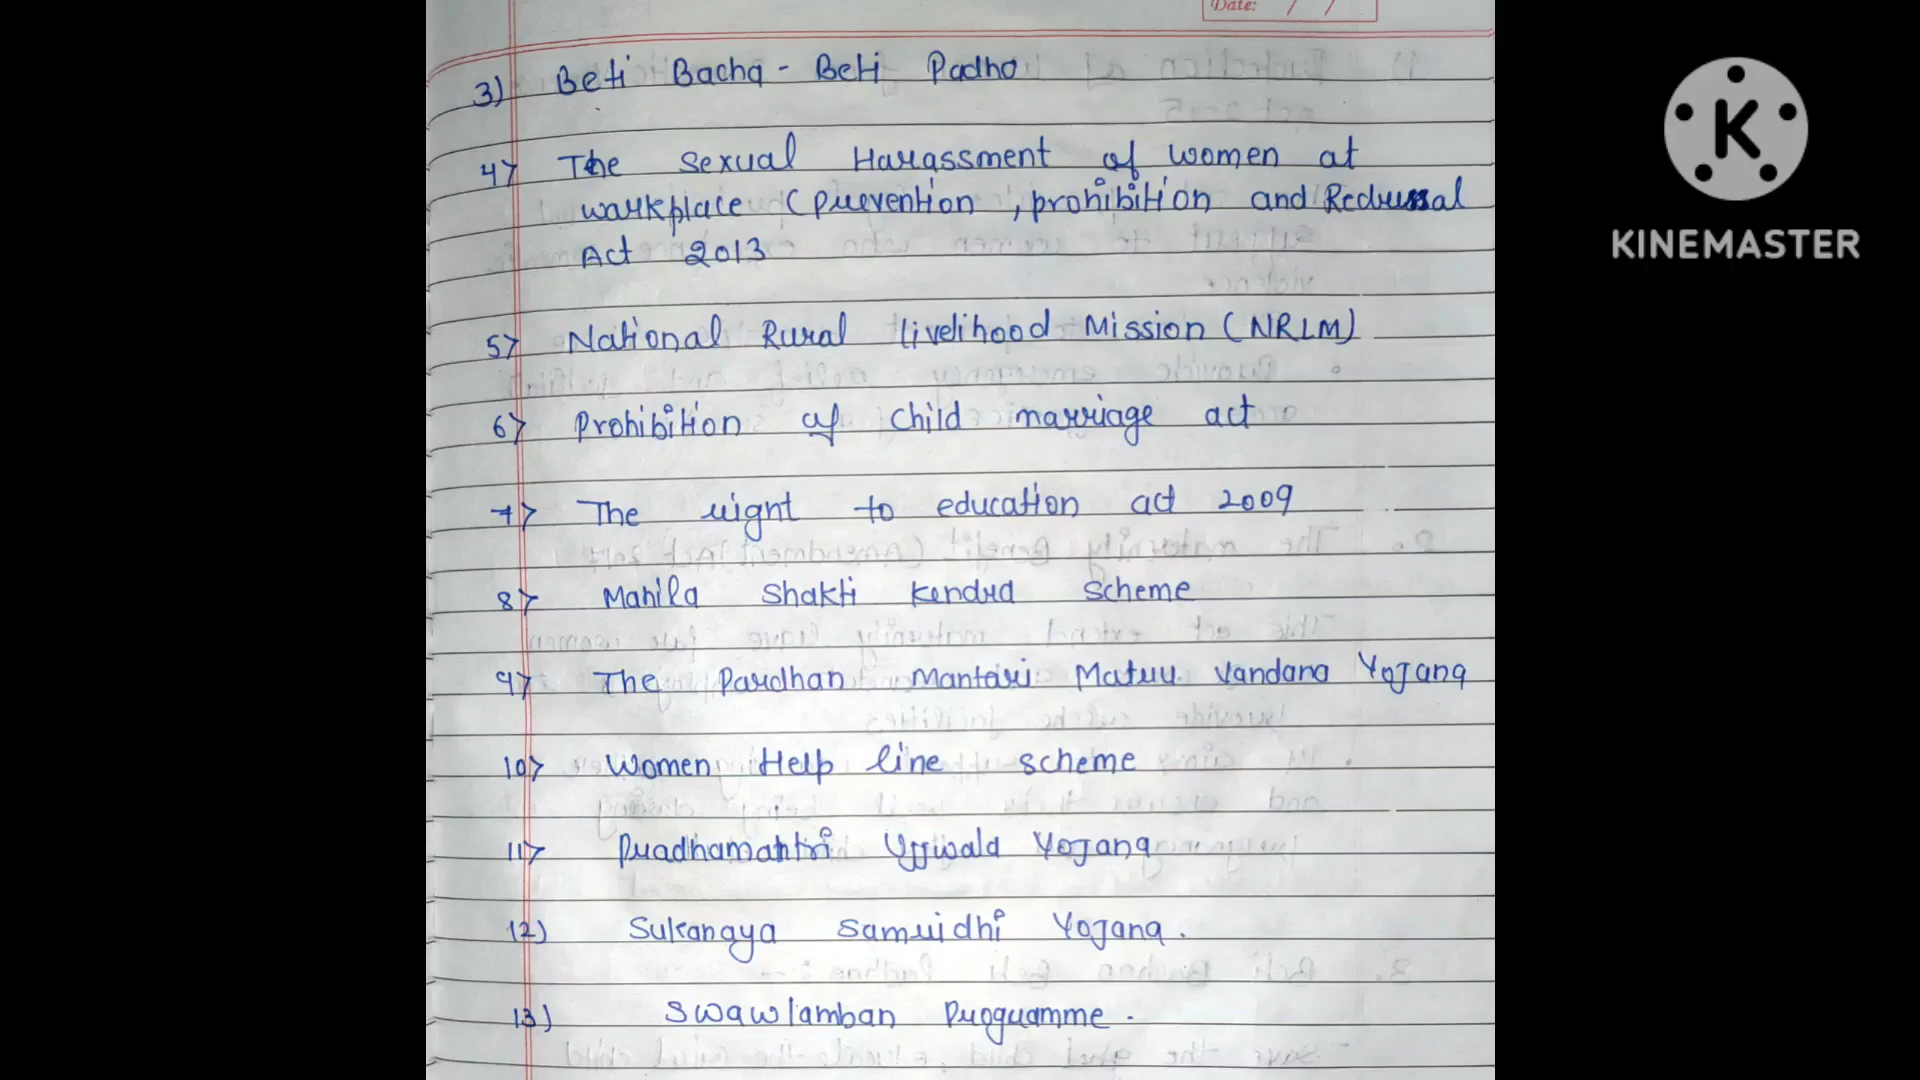 Date: / /
3) Beti Bacha - Beti Padho
4> The Sexual Harassment of women at
workplace (prevention, prohibition and Redressal
Act 2013
5> National Rural livelihood Mission (NRLM)
6> Prohibition of child marriage act
7> The right to education act 2009
8> Mahila Shakti Kendra Scheme
9> The Pardhan Mantari Matru Vandana Yojana
10> Women Help line scheme
11> Pradhamantri Ujjwala Yojana
12) Sukanaya Samridhi Yojana.
13) Swawlamban Programme.
K
KINEMASTER